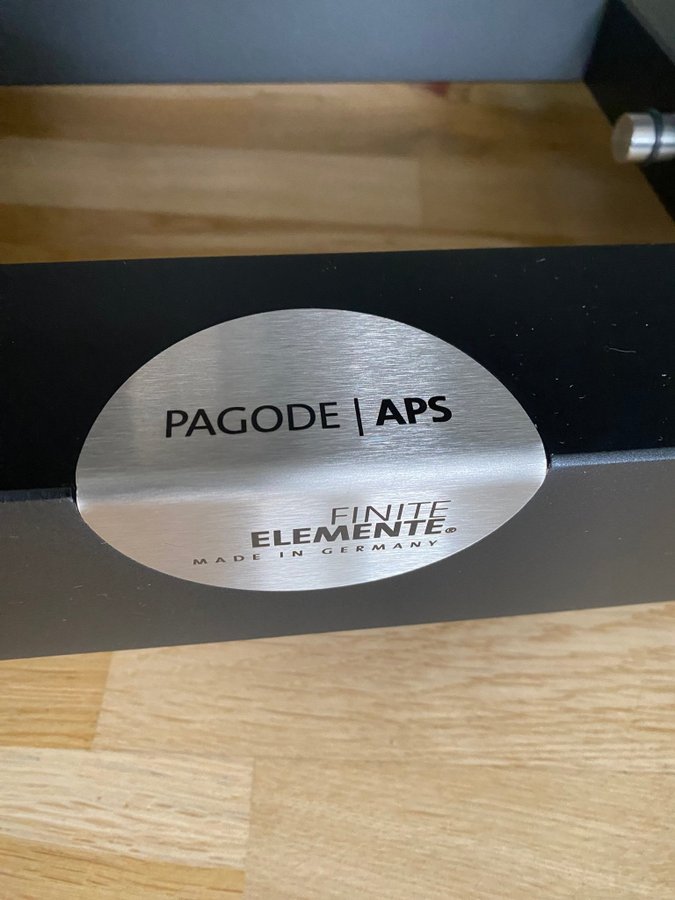 PAGODE | APS
FINITE
ELEMENTE®
MADE IN GERMANY